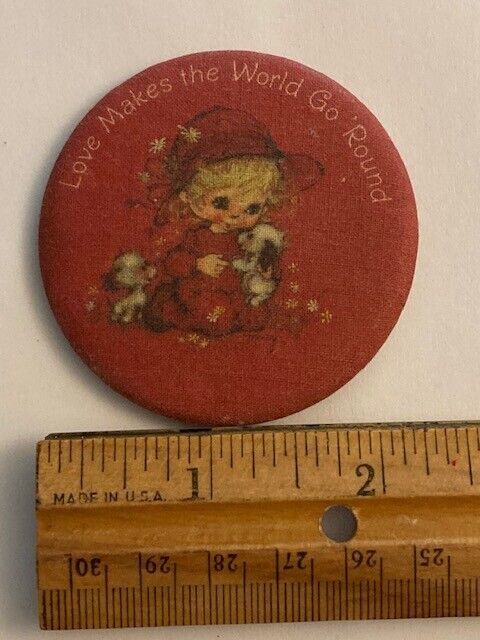 Love Makes the World Go 'Round
1 2
MADE IN U.S.A.
30 29 28 27 26 25